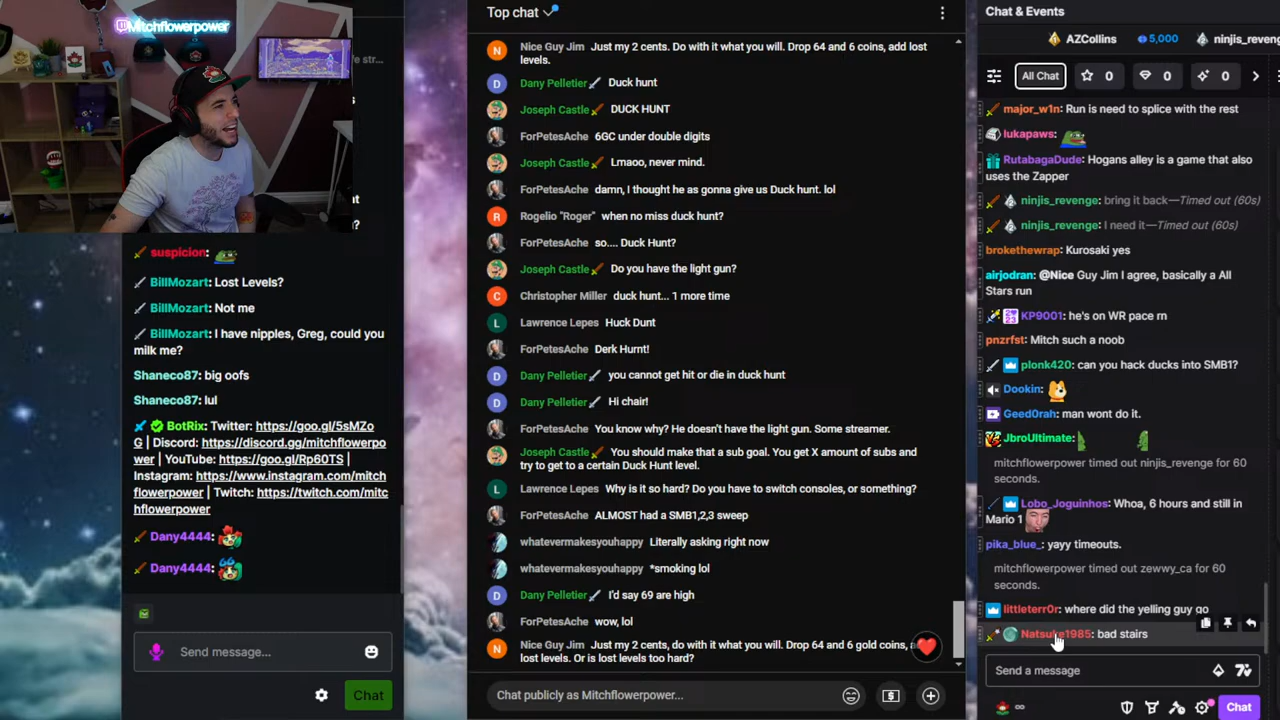 Mitchflowerpower
suspicion:
BillMozart: Lost Levels?
BillMozart: Not me
BillMozart: I have nipples, Greg, could you
milk me?
Shaneco87: big oofs
Shaneco87: lul
BotRix: Twitter: https://goo.gl/5sMZo
G | Discord: https://discord.gg/mitchflowerpo
wer | YouTube: https://goo.gl/Rp60TS |
Instagram: https://www.instagram.com/mitch
flowerpower | Twitch: https://twitch.com/mitc
hflowerpower
Dany4444:
Dany4444:
Send message...
Chat
Top chat
Nice Guy Jim Just my 2 cents. Do with it what you will. Drop 64 and 6 coins, add lost
levels.
Dany Pelletier Duck hunt
Joseph Castle DUCK HUNT
ForPetesAche 6GC under double digits
Joseph Castle Lmaoo, never mind.
ForPetesAche damn, I thought he as gonna give us Duck hunt. lol
Rogelio "Roger" when no miss duck hunt?
ForPetesAche so.... Duck Hunt?
Joseph Castle Do you have the light gun?
Christopher Miller duck hunt... 1 more time
Lawrence Lepes Huck Dunt
ForPetesAche Derk Hurnt!
Dany Pelletier you cannot get hit or die in duck hunt
Dany Pelletier Hi chair!
ForPetesAche You know why? He doesn't have the light gun. Some streamer.
Joseph Castle You should make that a sub goal. You get X amount of subs and
try to get to a certain Duck Hunt level.
Lawrence Lepes Why is it so hard? Do you have to switch consoles, or something?
ForPetesAche ALMOST had a SMB1,2,3 sweep
whatevermakesyouhappy Literally asking right now
whatevermakesyouhappy *smoking lol
Dany Pelletier I'd say 69 are high
ForPetesAche wow, lol
Nice Guy Jim Just my 2 cents, do with it what you will. Drop 64 and 6 gold coins, add
lost levels. Or is lost levels too hard?
Chat publicly as Mitchflowerpower...
Chat & Events
AZCollins 5,000 ninjis_revenge
All Chat 0 0 0
major_w1n: Run is need to splice with the rest
lukapaws:
RutabagaDude: Hogans alley is a game that also
uses the Zapper
ninjis_revenge: bring it back—Timed out (60s)
ninjis_revenge: I need it—Timed out (60s)
brokethewrap: Kurosaki yes
airjodran: @Nice Guy Jim I agree, basically a All
Stars run
KP9001: he's on WR pace rn
pnzrfst: Mitch such a noob
plonk420: can you hack ducks into SMB1?
Dookin:
Geed0rah: man wont do it.
JbroUltimate:
mitchflowerpower timed out ninjis_revenge for 60
seconds.
Lobo_Joguinhos: Whoa, 6 hours and still in
Mario 1
pika_blue_: yayy timeouts.
mitchflowerpower timed out zewwy_ca for 60
seconds.
littleterr0r: where did the yelling guy go
Natsuke1985: bad stairs
Send a message
Chat